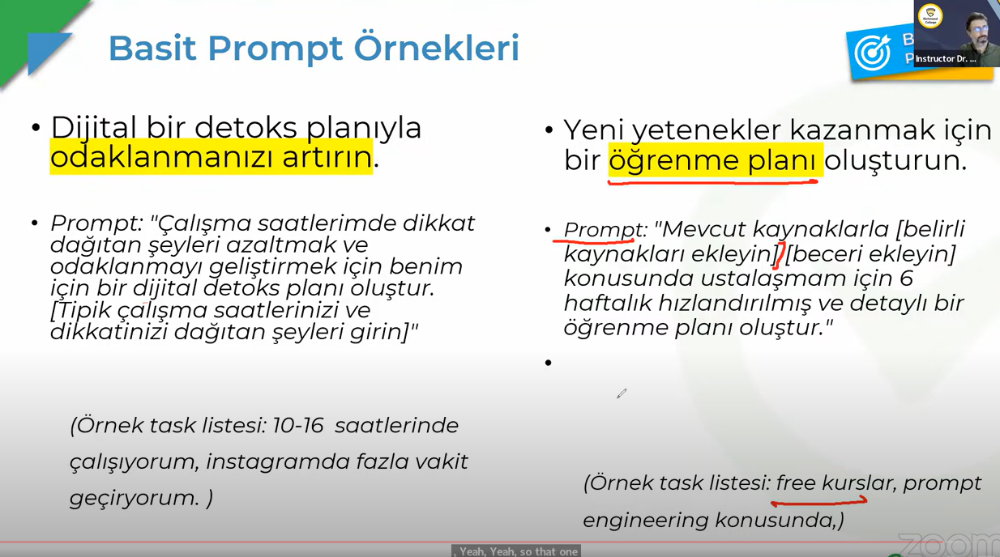 Basit Prompt Örnekleri
Richmond
College
Instructor Dr. ...
• Dijital bir detoks planıyla
odaklanmanızı artırın.
• Prompt: "Çalışma saatlerimde dikkat
dağıtan şeyleri azaltmak ve
odaklanmayı geliştirmek için benim
için bir dijital detoks planı oluştur.
[Tipik çalışma saatlerinizi ve
dikkatinizi dağıtan şeyleri girin]"
(Örnek task listesi: 10-16 saatlerinde
çalışıyorum, instagramda fazla vakit
geçiryorum. )
• Yeni yetenekler kazanmak için
bir öğrenme planı oluşturun.
• Prompt: "Mevcut kaynaklarla [belirli
kaynakları ekleyin] [beceri ekleyin]
konusunda ustalaşmam için 6
haftalık hızlandırılmış ve detaylı bir
öğrenme planı oluştur."
•
(Örnek task listesi: free kurslar, prompt
engineering konusunda,)
zoom
, Yeah, Yeah, so that one